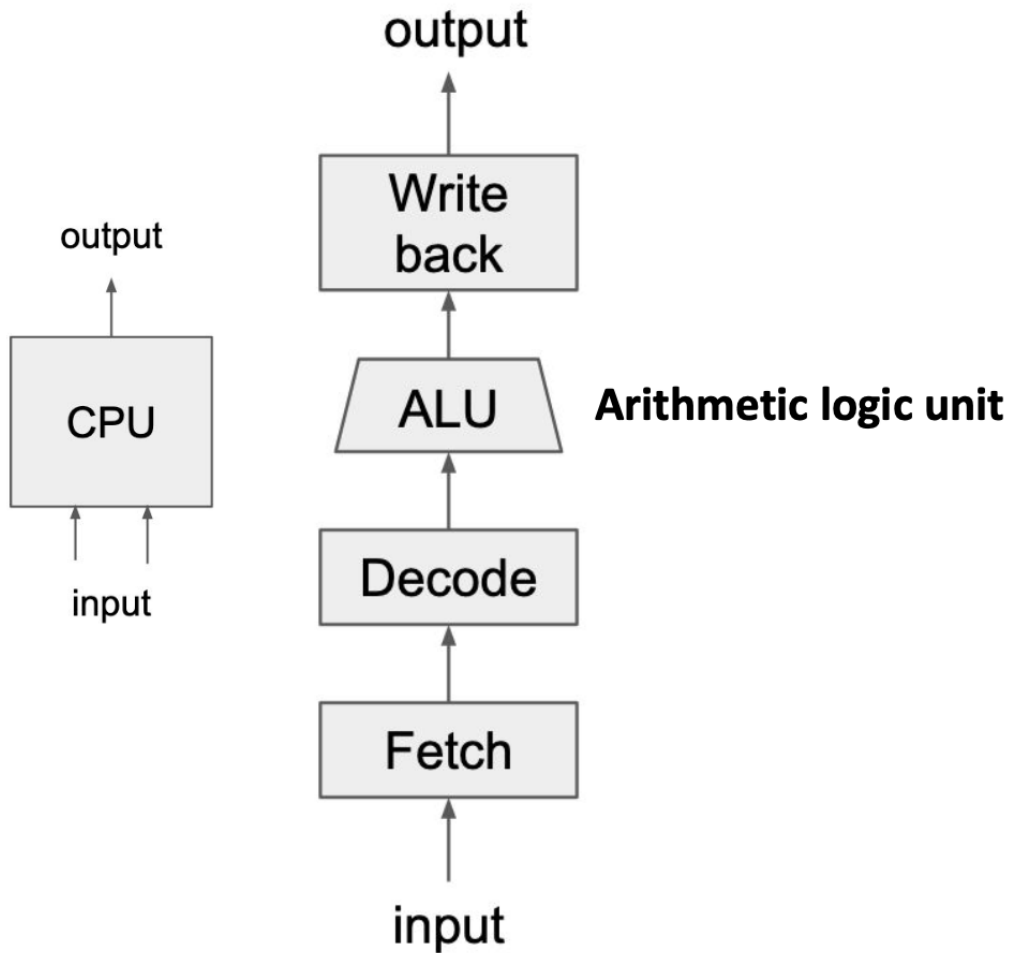 output
CPU
input
output
Write
back
ALU
Arithmetic logic unit
Decode
Fetch
input